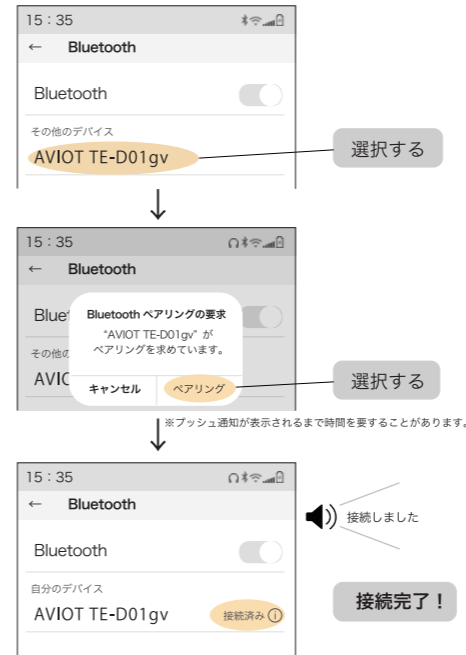 15：35
← Bluetooth
Bluetooth
その他のデバイス
AVIOT TE-D01gv
選択する
15：35
← Bluetooth
Blue
Bluetooth ペアリングの要求
“AVIOT TE-D01gv” が
ペアリングを求めています。
その他の
AVIC
キャンセル
ペアリング
選択する
※プッシュ通知が表示されるまで時間を要することがあります。
15：35
← Bluetooth
接続しました
Bluetooth
自分のデバイス
AVIOT TE-D01gv
接続済み ⓘ
接続完了！